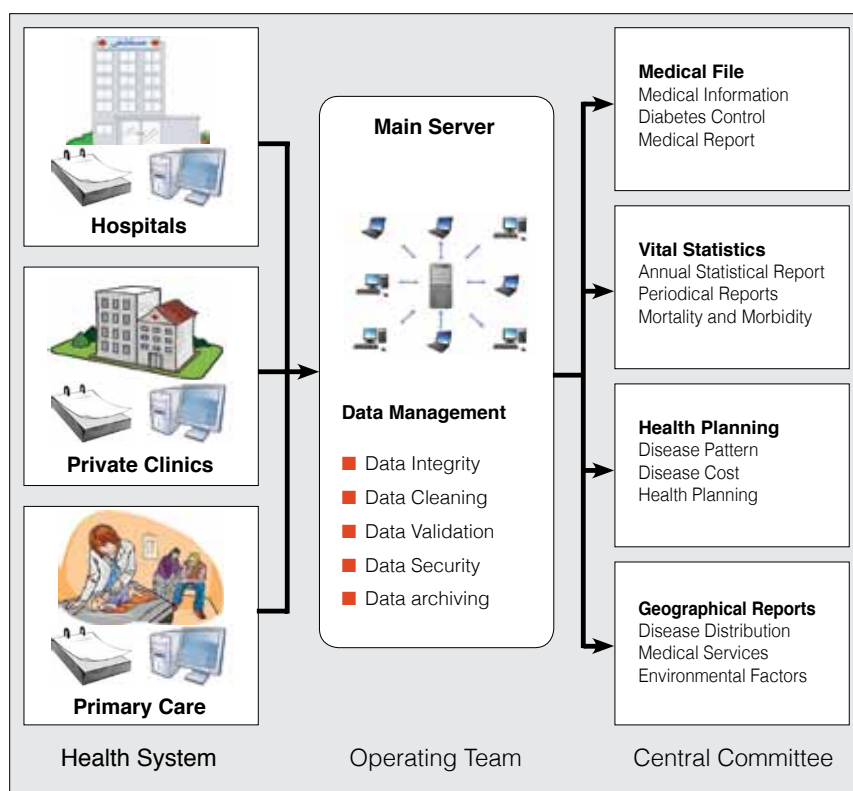 مستشفى
Hospitals
Private Clinics
Primary Care
Health System
Main Server
Data Management
Data Integrity
Data Cleaning
Data Validation
Data Security
Data archiving
Operating Team
Medical File
Medical Information
Diabetes Control
Medical Report
Vital Statistics
Annual Statistical Report
Periodical Reports
Mortality and Morbidity
Health Planning
Disease Pattern
Disease Cost
Health Planning
Geographical Reports
Disease Distribution
Medical Services
Environmental Factors
Central Committee